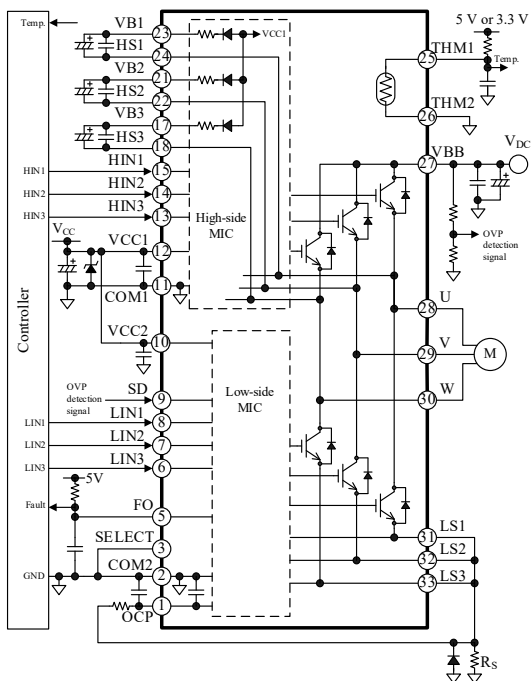 Temp.
VB1
23
VCC1
5 V or 3.3 V
HS1
24
THM1
25
Temp.
VB2
21
HS2
22
THM2
26
VB3
17
HS3
18
VBB
27
V_DC
HIN1
HIN1
15
HIN2
HIN2
14
HIN3
HIN3
13
High-side
MIC
OVP
detection
signal
V_CC
VCC1
12
COM1
11
U
28
Controller
VCC2
10
V
29
M
W
30
OVP
detection
signal
SD
9
Low-side
MIC
LIN1
LIN1
8
LIN2
LIN2
7
LIN3
LIN3
6
5V
Fault
FO
5
SELECT
3
LS1
31
LS2
32
LS3
33
GND
COM2
2
OCP
1
R_S